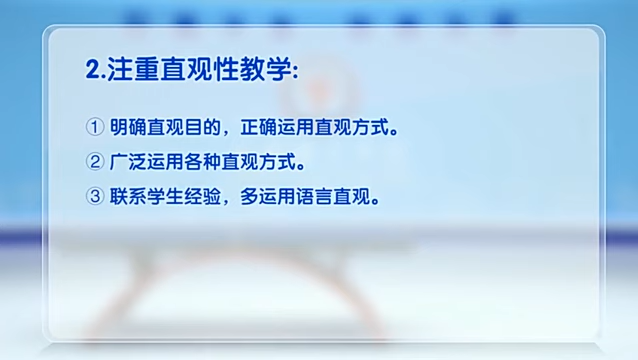 2.注重直观性教学:
① 明确直观目的，正确运用直观方式。
② 广泛运用各种直观方式。
③ 联系学生经验，多运用语言直观。